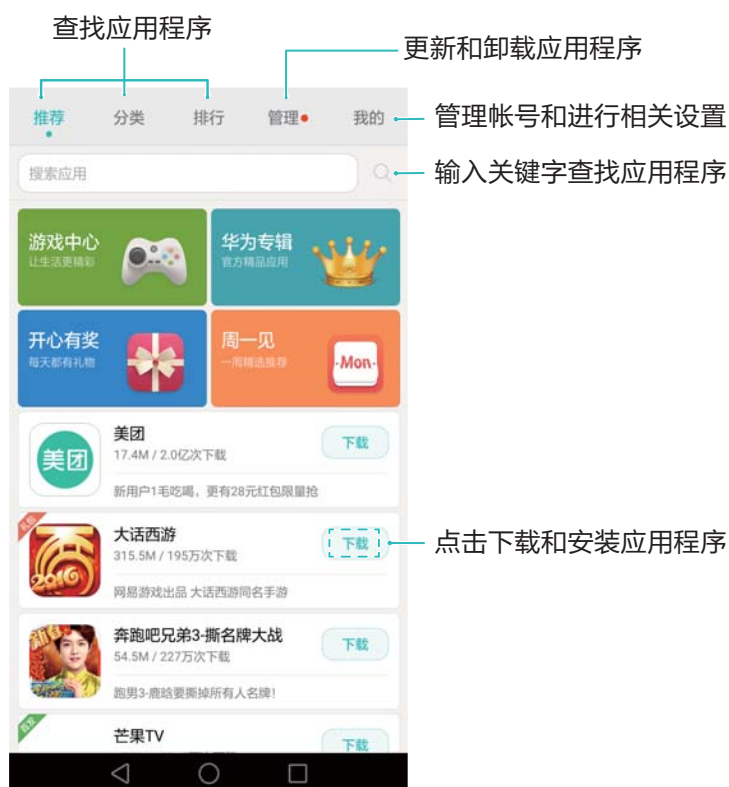 查找应用程序
更新和卸载应用程序
推荐 分类 排行 管理 我的
管理帐号和进行相关设置
搜索应用
输入关键字查找应用程序
游戏中心
让生活更精彩
华为专辑
官方精品应用
开心有奖
每天都有礼物
周一见
一周精选推荐
·Mon·
美团
美团
17.4M / 2.0亿次下载
下载
新用户1毛吃喝，更有28元红包限量抢
礼包
2016
大话西游
315.5M / 195万次下载
下载
点击下载和安装应用程序
网易游戏出品 大话西游同名手游
奔跑吧兄弟3-撕名牌大战
54.5M / 227万次下载
下载
跑男3-鹿晗要撕掉所有人名牌！
首发
芒果TV
下载